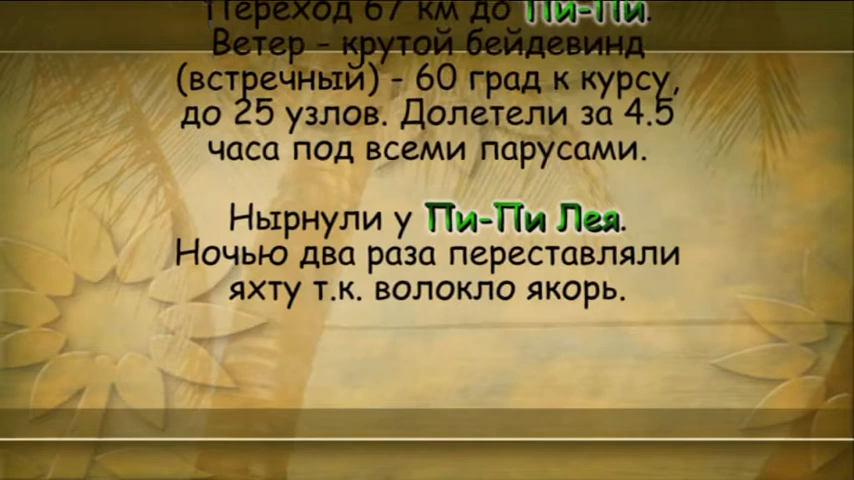 Переход 67 км до Пи-Пи.
Ветер - крутой бейдевинд
(встречный) - 60 град к курсу,
до 25 узлов. Долетели за 4.5
часа под всеми парусами.
Нырнули у Пи-Пи Лея.
Ночью два раза переставляли
яхту т.к. волокло якорь.